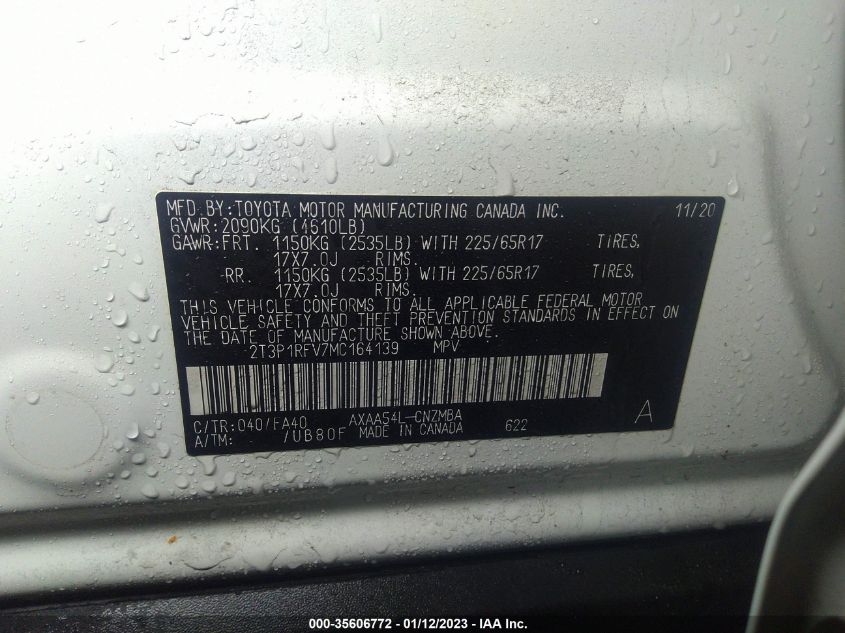 MFD BY:TOYOTA MOTOR MANUFACTURING CANADA INC. 11/20
GVWR:2090KG (4610LB)
GAWR:FRT. 1150KG (2535LB) WITH 225/65R17 TIRES,
17X7.0J RIMS.
RR. 1150KG (2535LB) WITH 225/65R17 TIRES,
17X7.0J RIMS.
THIS VEHICLE CONFORMS TO ALL APPLICABLE FEDERAL MOTOR
VEHICLE SAFETY AND THEFT PREVENTION STANDARDS IN EFFECT ON
THE DATE OF MANUFACTURE SHOWN ABOVE.
2T3P1RFV7MC164139 MPV
C/TR:040/FA40 AXAA54L-CNZMBA
A/TM: /UB80F MADE IN CANADA 622 A
000-35606772 - 01/12/2023 - IAA Inc.